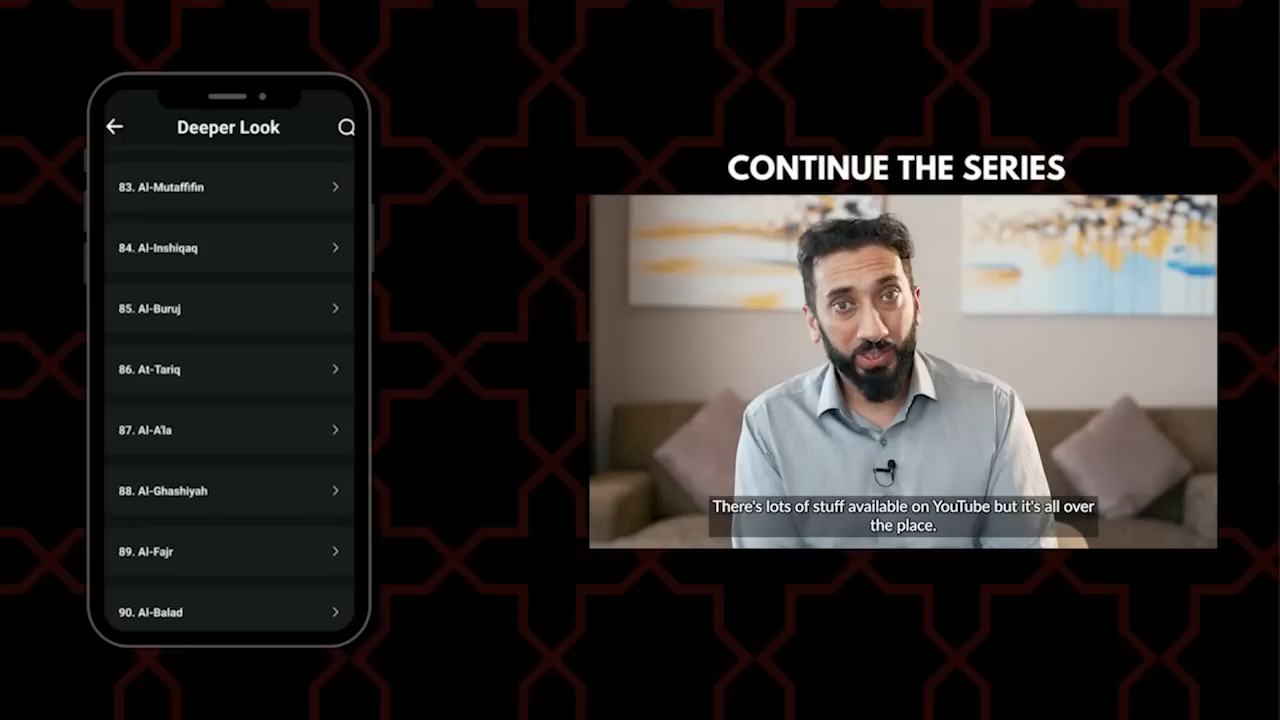 Deeper Look
83. Al-Mutaffifin
84. Al-Inshiqaq
85. Al-Buruj
86. At-Tariq
87. Al-A'la
88. Al-Ghashiyah
89. Al-Fajr
90. Al-Balad
CONTINUE THE SERIES
There's lots of stuff available on YouTube but it's all over
the place.